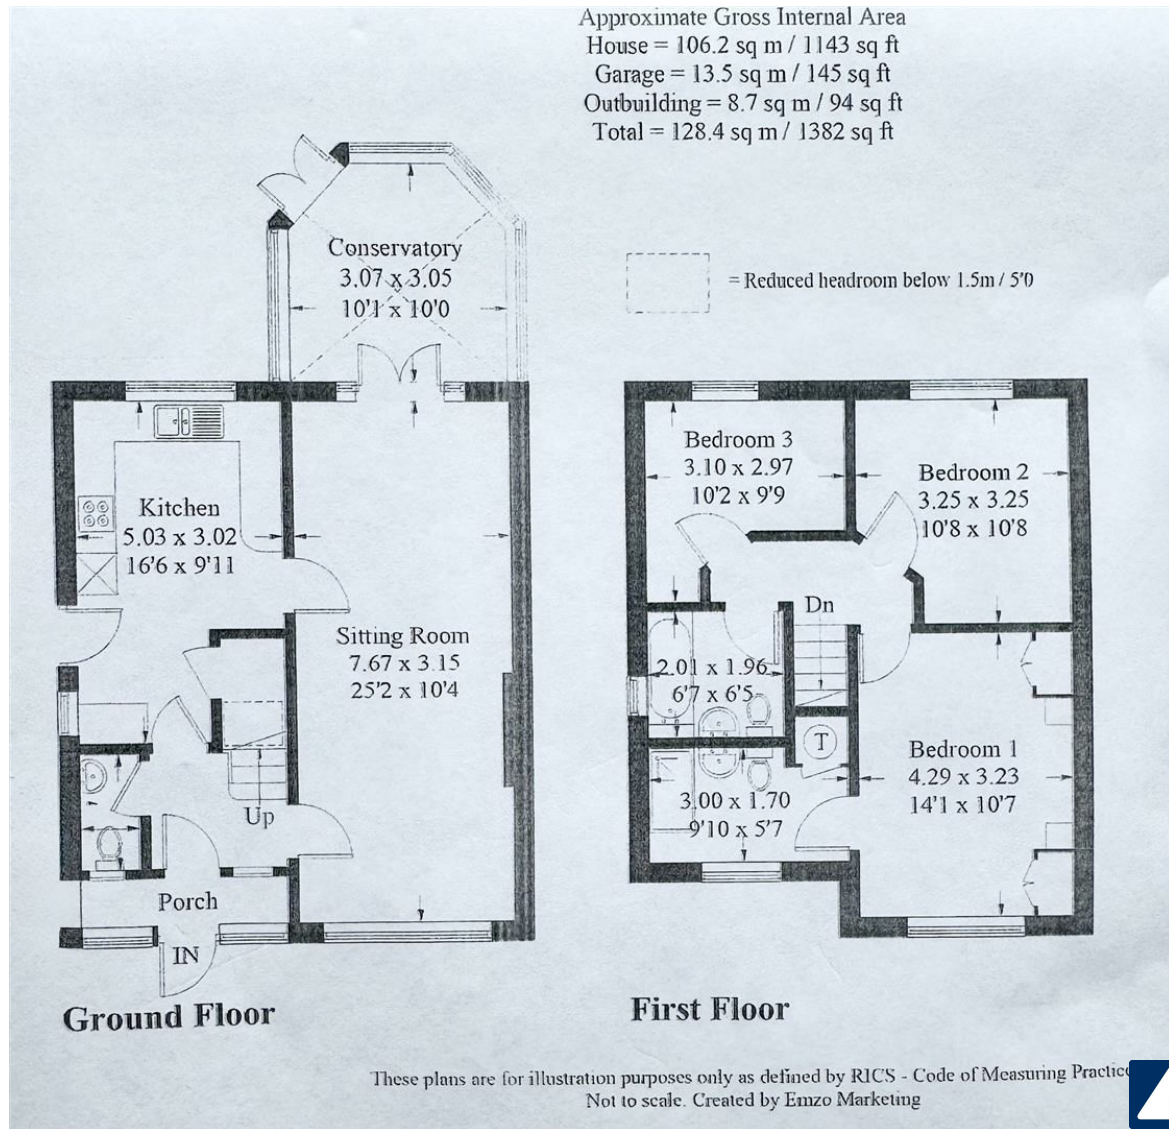 Approximate Gross Internal Area
House = 106.2 sq m / 1143 sq ft
Garage = 13.5 sq m / 145 sq ft
Outbuilding = 8.7 sq m / 94 sq ft
Total = 128.4 sq m / 1382 sq ft
= Reduced headroom below 1.5m / 5'0
Conservatory
3.07 x 3.05
10'1 x 10'0
Kitchen
5.03 x 3.02
16'6 x 9'11
Sitting Room
7.67 x 3.15
25'2 x 10'4
Up
Porch
IN
Ground Floor
Bedroom 3
3.10 x 2.97
10'2 x 9'9
Bedroom 2
3.25 x 3.25
10'8 x 10'8
Dn
2.01 x 1.96
6'7 x 6'5
T
Bedroom 1
4.29 x 3.23
14'1 x 10'7
3.00 x 1.70
9'10 x 5'7
First Floor
These plans are for illustration purposes only as defined by RICS - Code of Measuring Practice
Not to scale. Created by Emzo Marketing